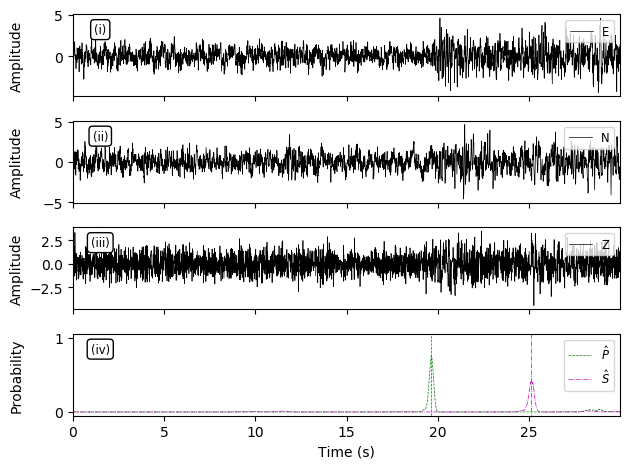 5
0
Amplitude
(i)
E
5
0
−5
Amplitude
(ii)
N
2.5
0.0
−2.5
Amplitude
(iii)
Z
1
0
Probability
(iv)
P̂
Ŝ
0 5 10 15 20 25
Time (s)